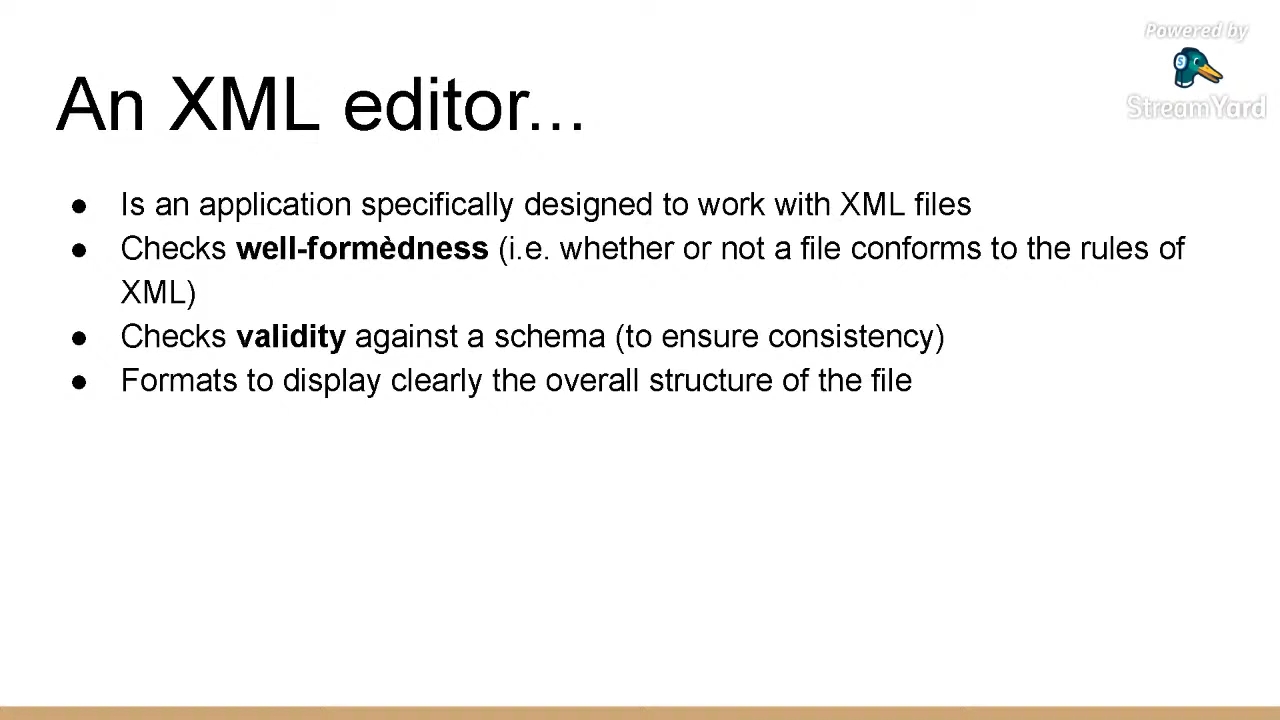 Powered by
StreamYard
An XML editor...
● Is an application specifically designed to work with XML files
● Checks well-formèdness (i.e. whether or not a file conforms to the rules of
XML)
● Checks validity against a schema (to ensure consistency)
● Formats to display clearly the overall structure of the file